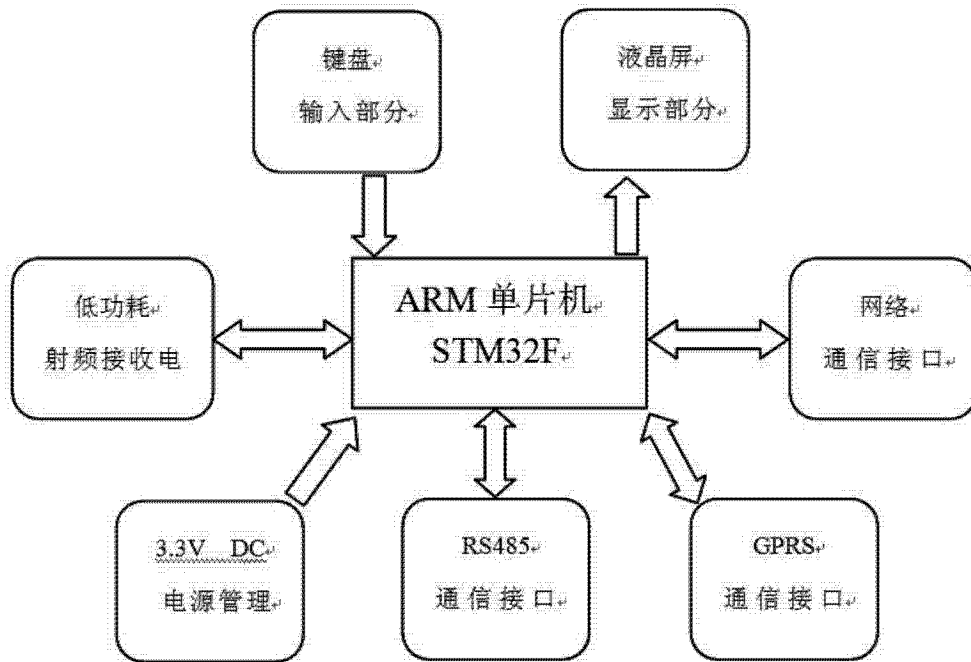 键盘
输入部分
液晶屏
显示部分
低功耗
射频接收电
ARM 单片机
STM32F
网络
通信接口
3.3V DC
电源管理
RS485
通信接口
GPRS
通信接口